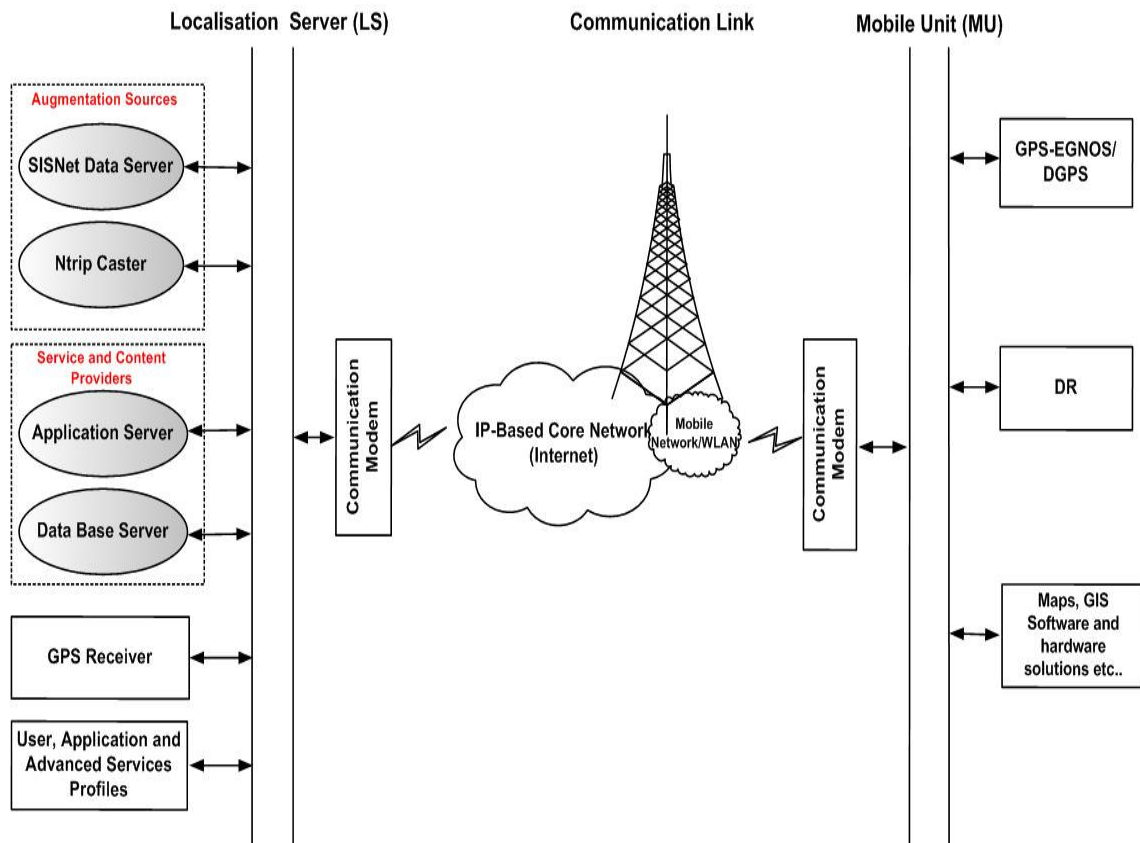 Localisation Server (LS)
Communication Link
Mobile Unit (MU)
Augmentation Sources
SISNet Data Server
Ntrip Caster
Service and Content
Providers
Application Server
Data Base Server
GPS Receiver
User, Application and
Advanced Services
Profiles
Communication
Modem
IP-Based Core Network
(Internet)
Mobile
Network/WLAN
Communication
Modem
GPS-EGNOS/
DGPS
DR
Maps, GIS
Software and
hardware
solutions etc..